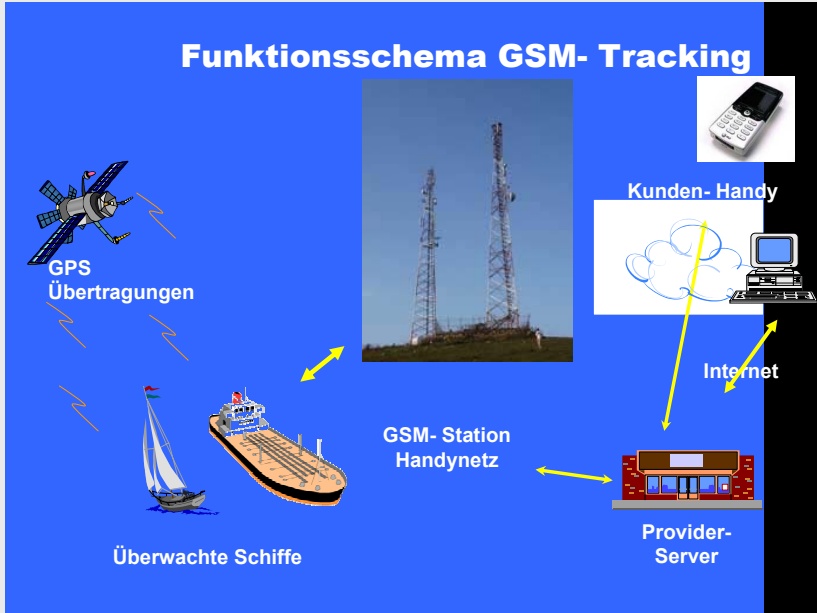 Funktionsschema GSM- Tracking
Kunden- Handy
GPS
Übertragungen
Internet
GSM- Station
Handynetz
Provider-
Server
Überwachte Schiffe